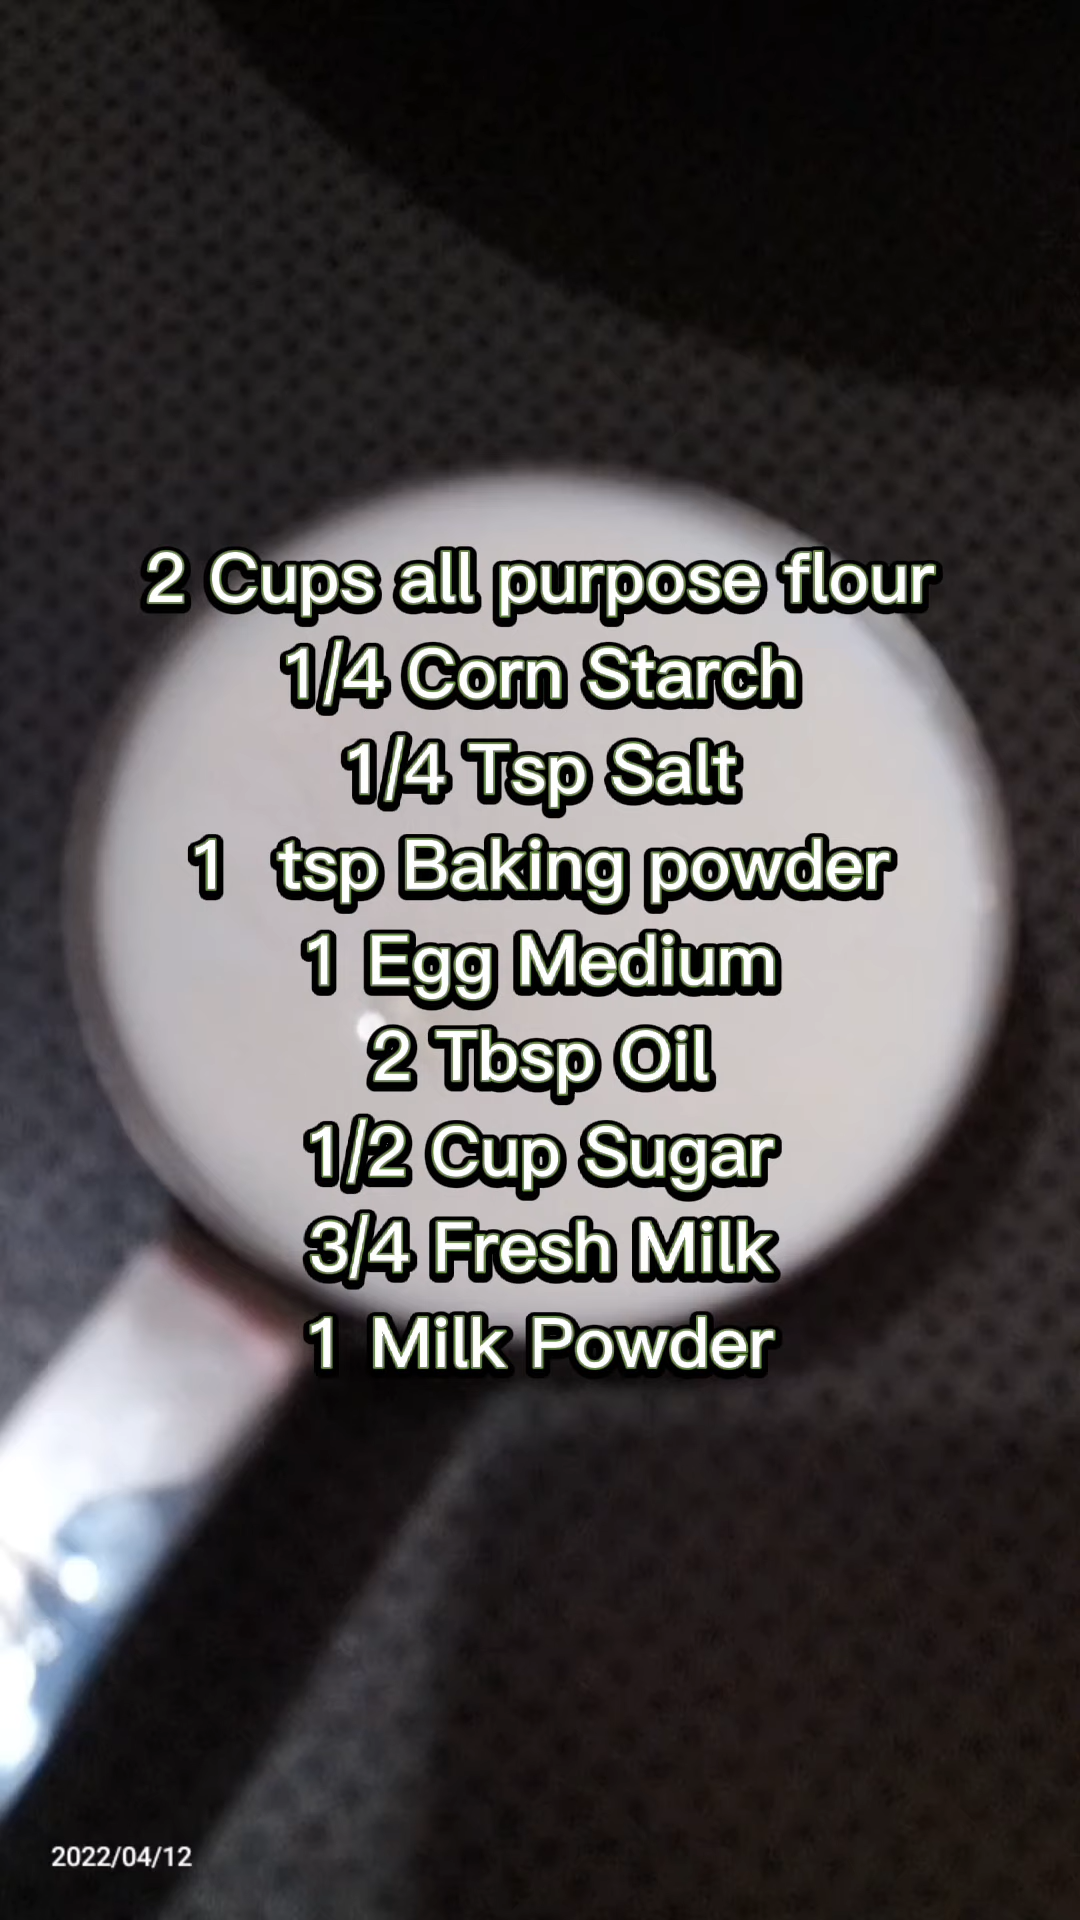 2 Cups all purpose flour
1/4 Corn Starch
1/4 Tsp Salt
1 tsp Baking powder
1 Egg Medium
2 Tbsp Oil
1/2 Cup Sugar
3/4 Fresh Milk
1 Milk Powder
2022/04/12